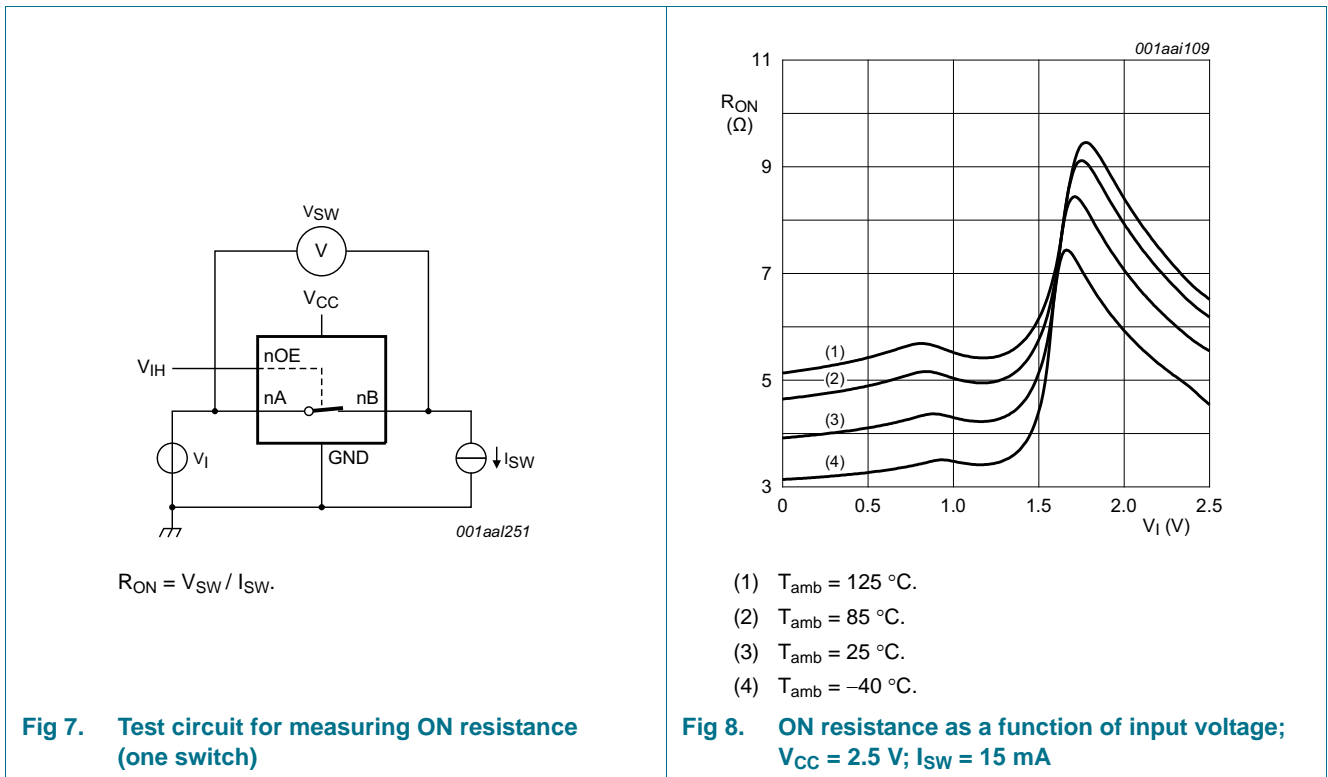 VSW
V
VCC
VIH
nOE
nA
nB
VI
GND
ISW
001aal251
RON = VSW / ISW.
Fig 7. Test circuit for measuring ON resistance
(one switch)
001aai109
11
RON
(Ω)
9
7
5
3
(1)
(2)
(3)
(4)
0
0.5
1.0
1.5
2.0
2.5
VI (V)
(1) Tamb = 125 °C.
(2) Tamb = 85 °C.
(3) Tamb = 25 °C.
(4) Tamb = −40 °C.
Fig 8. ON resistance as a function of input voltage;
VCC = 2.5 V; ISW = 15 mA